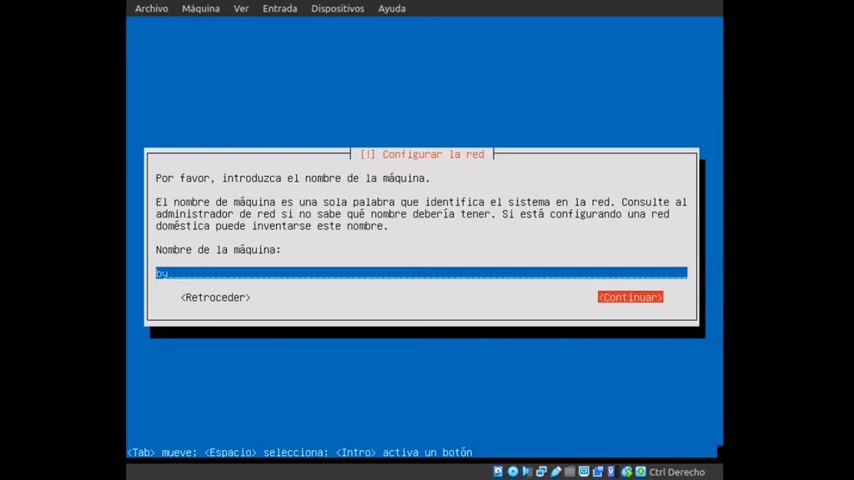 Archivo Máquina Ver Entrada Dispositivos Ayuda
[!] Configurar la red
Por favor, introduzca el nombre de la máquina.
El nombre de máquina es una sola palabra que identifica el sistema en la red. Consulte al
administrador de red si no sabe qué nombre debería tener. Si está configurando una red
doméstica puede inventarse este nombre.
Nombre de la máquina:
by
<Retroceder> <Continuar>
<Tab> mueve; <Espacio> selecciona; <Intro> activa un botón
Ctrl Derecho